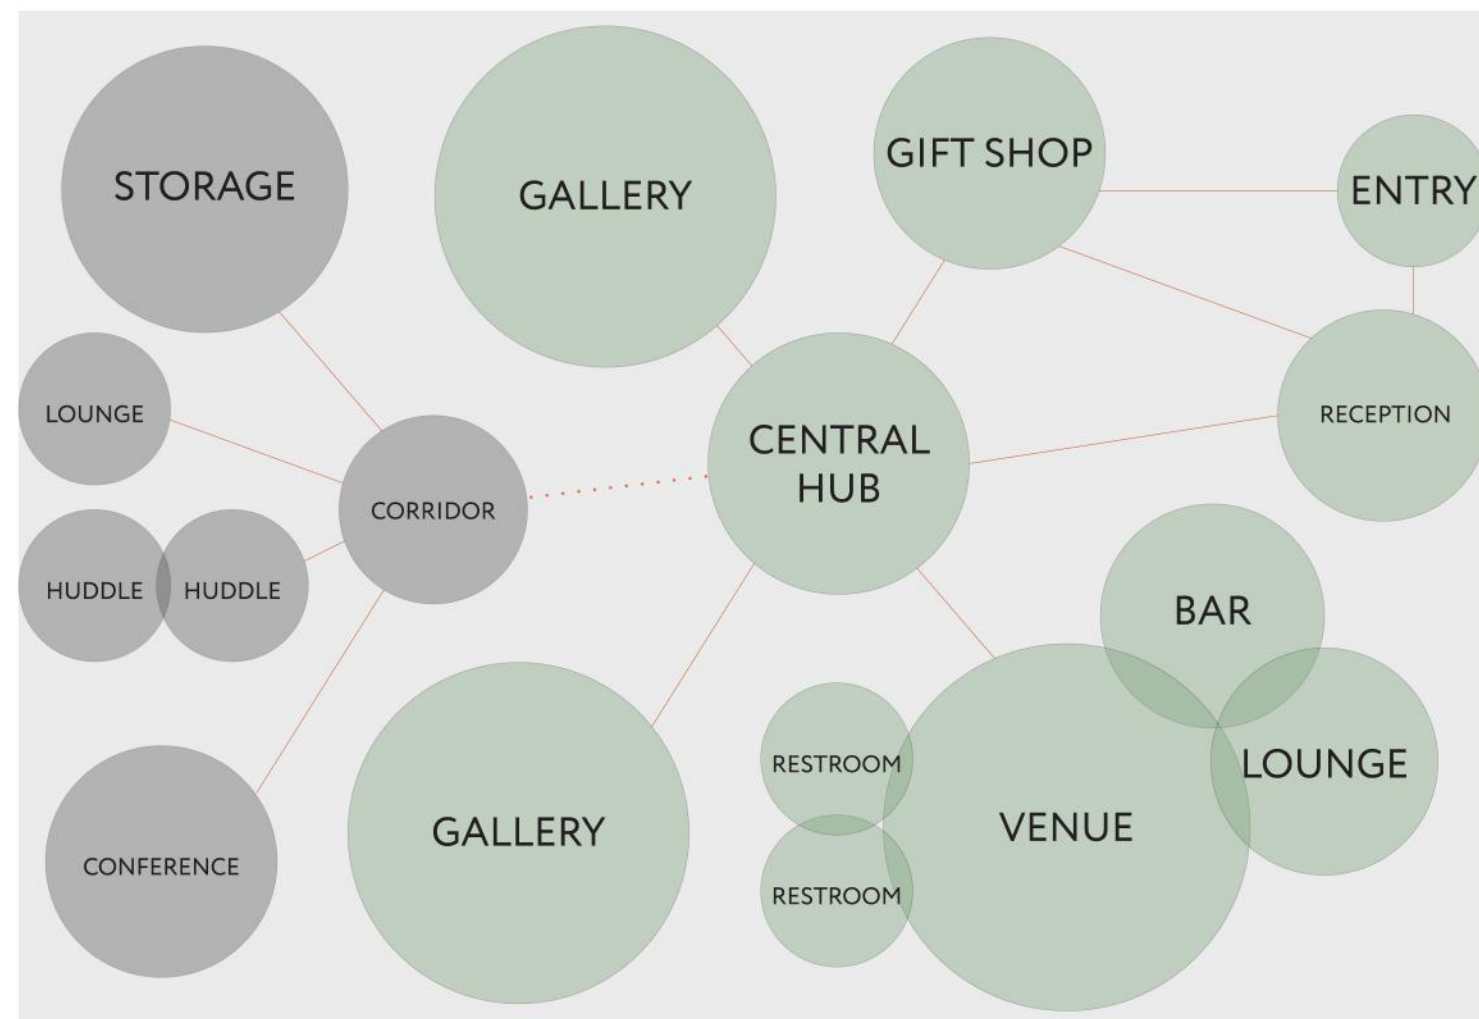 STORAGE
GALLERY
GIFT SHOP
ENTRY
LOUNGE
CORRIDOR
CENTRAL
HUB
RECEPTION
HUDDLE
HUDDLE
BAR
CONFERENCE
GALLERY
RESTROOM
RESTROOM
VENUE
LOUNGE